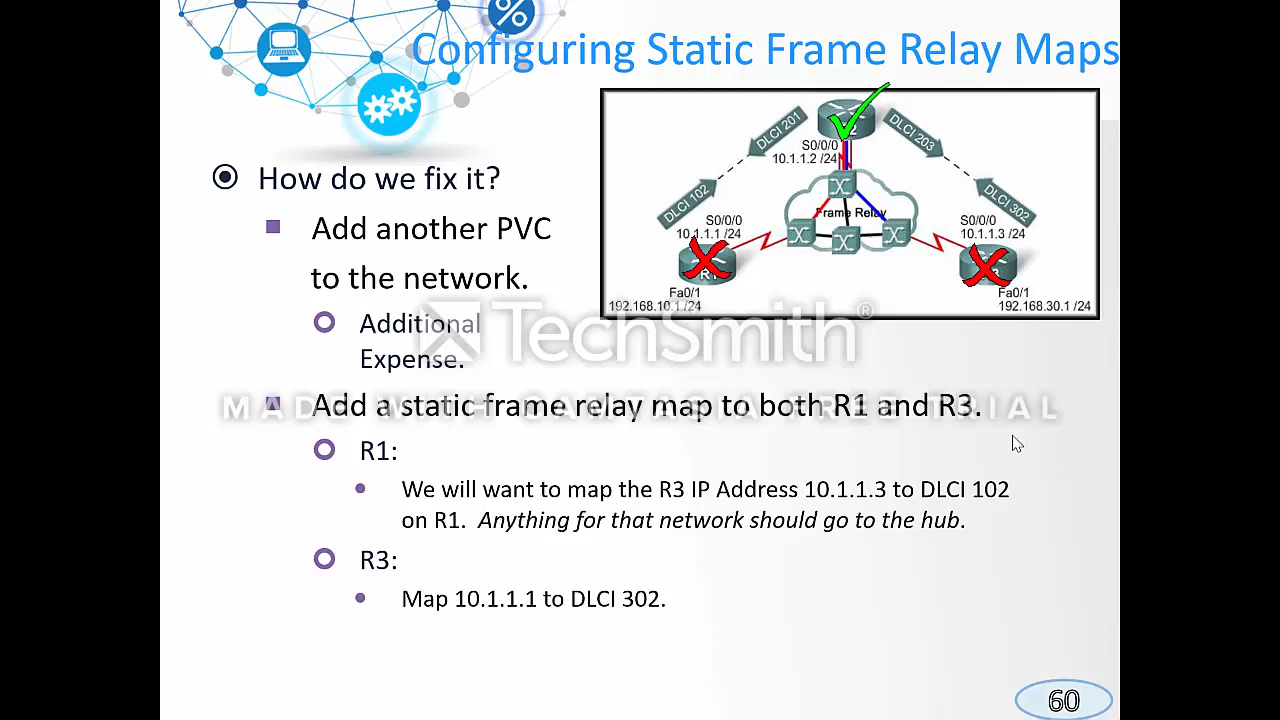 Configuring Static Frame Relay Maps
%
DLCI 201
DLCI 203
S0/0/0
10.1.1.2 /24
DLCI 102
DLCI 302
Frame Relay
S0/0/0
10.1.1.1 /24
S0/0/0
10.1.1.3 /24
R1
Fa0/1
192.168.10.1 /24
Fa0/1
192.168.30.1 /24
How do we fix it?
Add another PVC
to the network.
Additional
Expense.
TechSmith®
MADE WITH CAMTASIA FREE TRIAL
Add a static frame relay map to both R1 and R3.
R1:
We will want to map the R3 IP Address 10.1.1.3 to DLCI 102
on R1. Anything for that network should go to the hub.
R3:
Map 10.1.1.1 to DLCI 302.
60